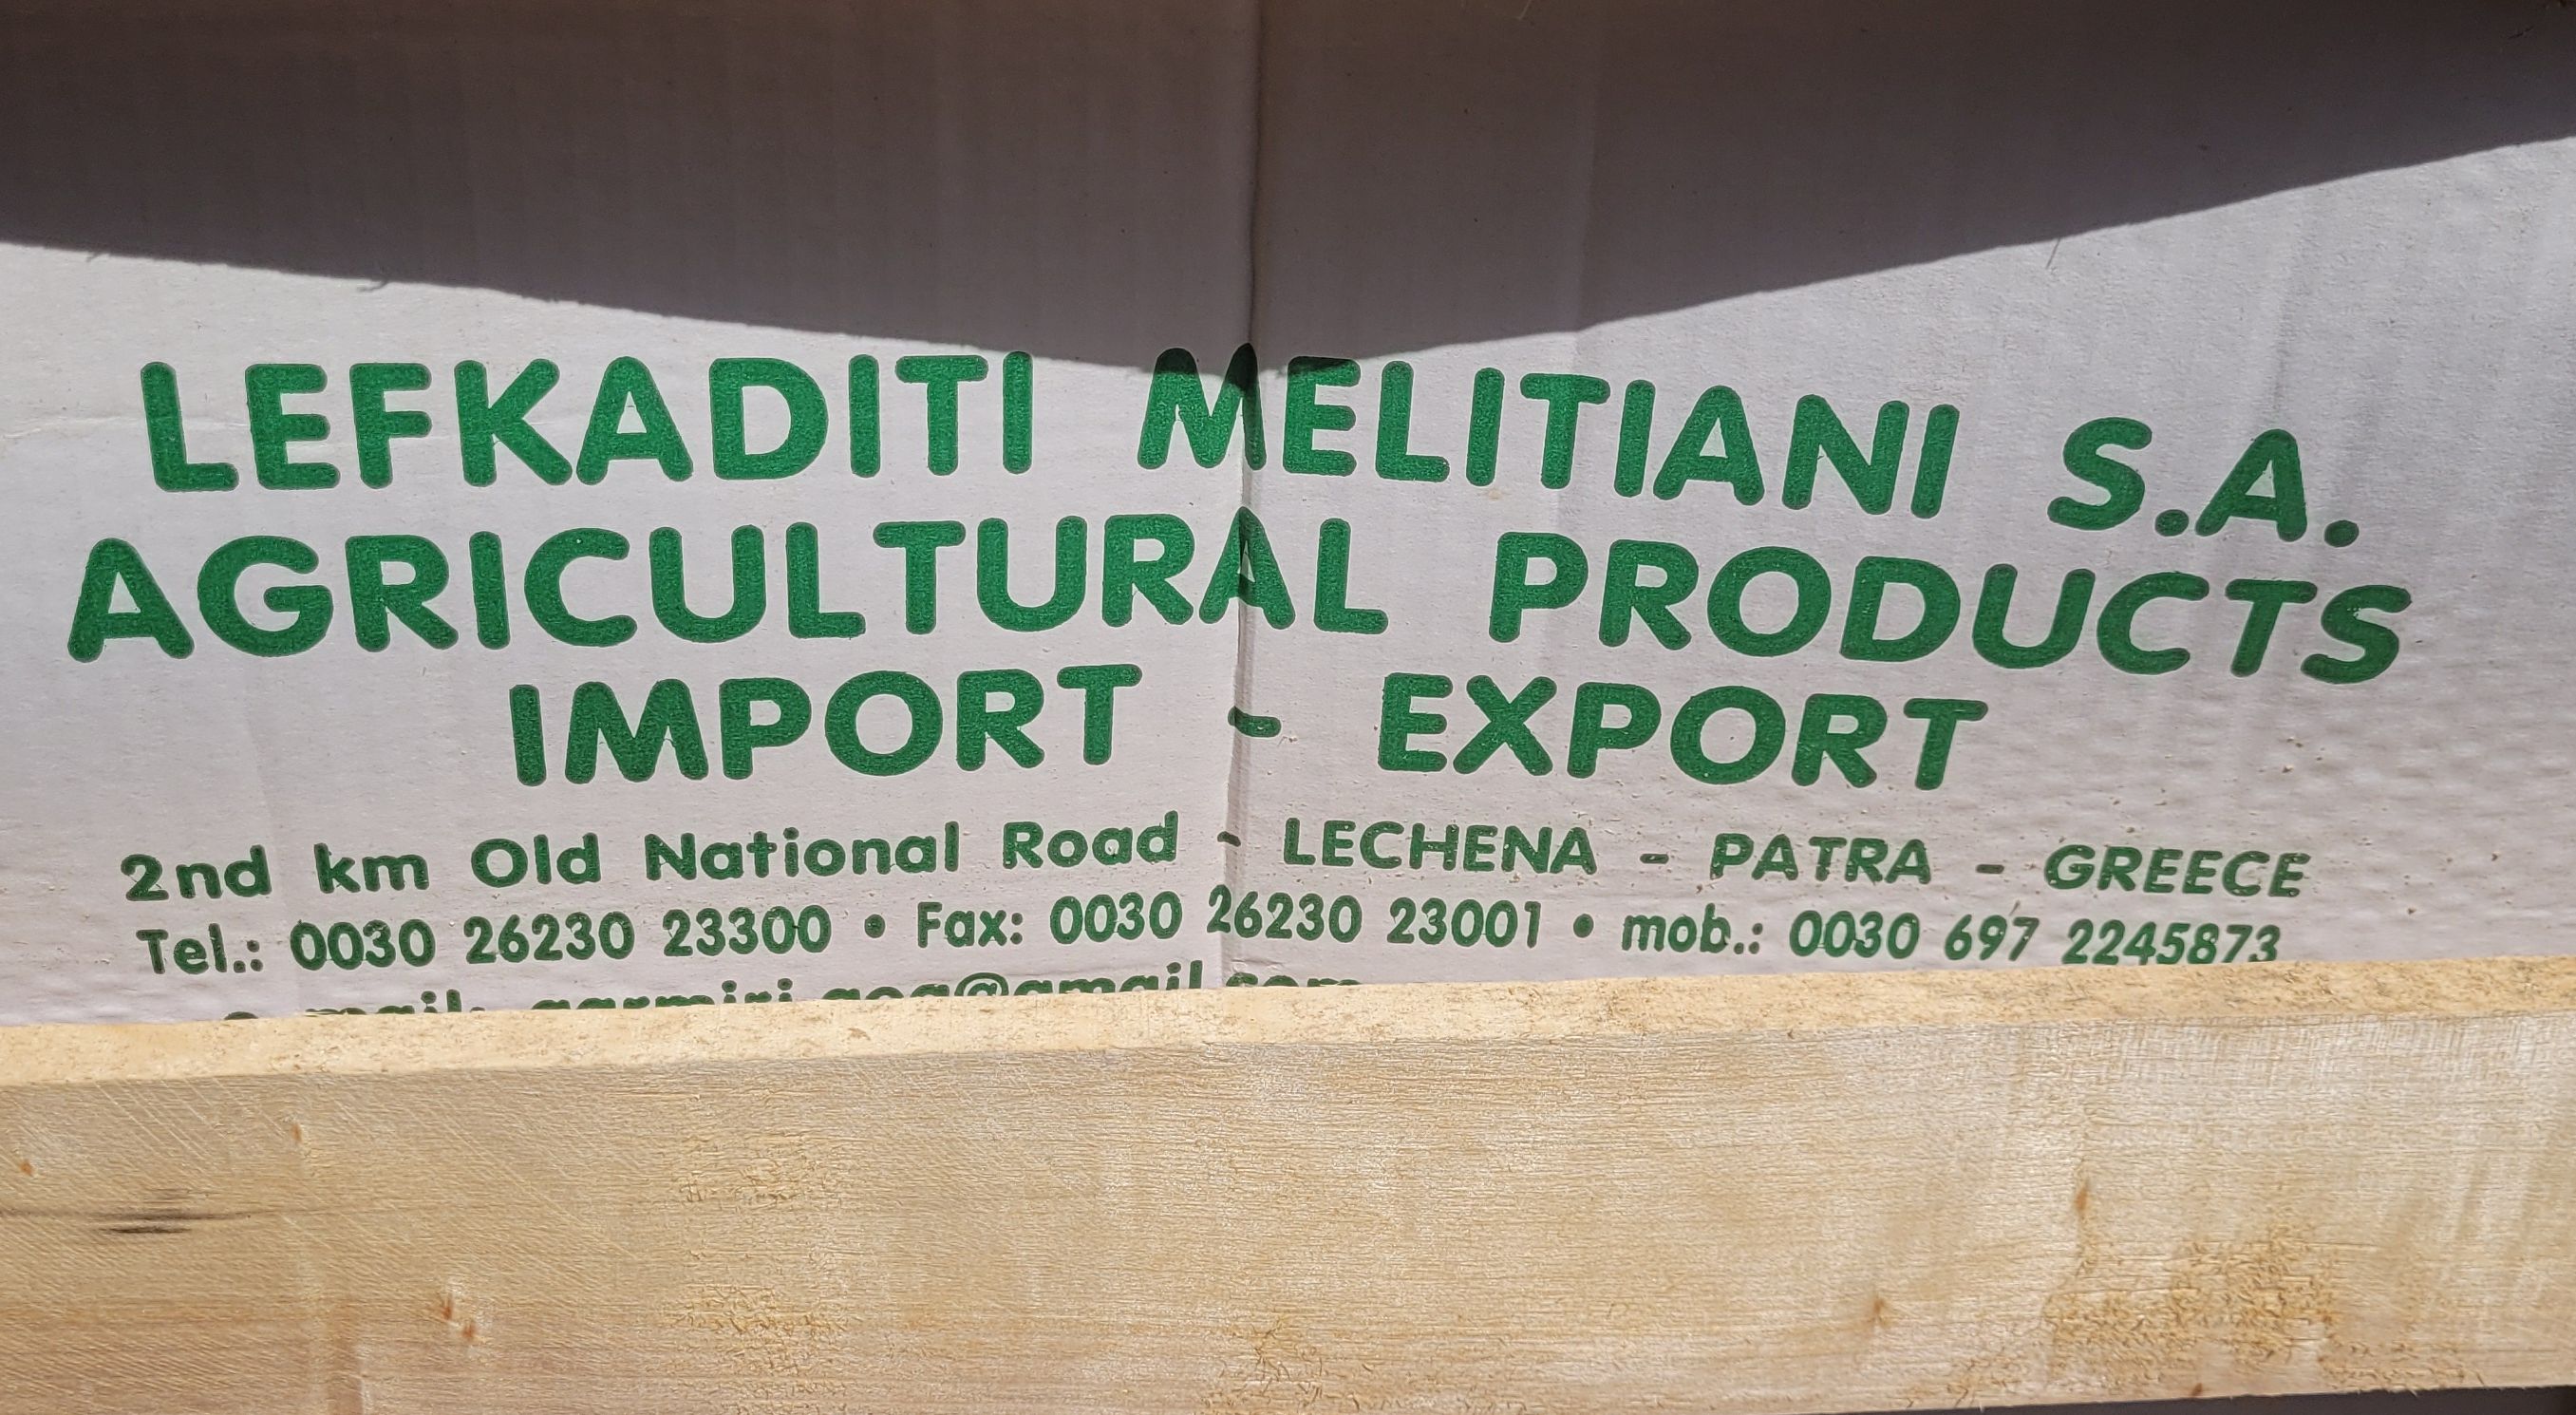 LEFKADITI MELITIANI S.A.
AGRICULTURAL PRODUCTS
IMPORT - EXPORT
2nd km Old National Road - LECHENA - PATRA - GREECE
Tel.: 0030 26230 23300 • Fax: 0030 26230 23001 • mob.: 0030 697 2245873
e-mail: